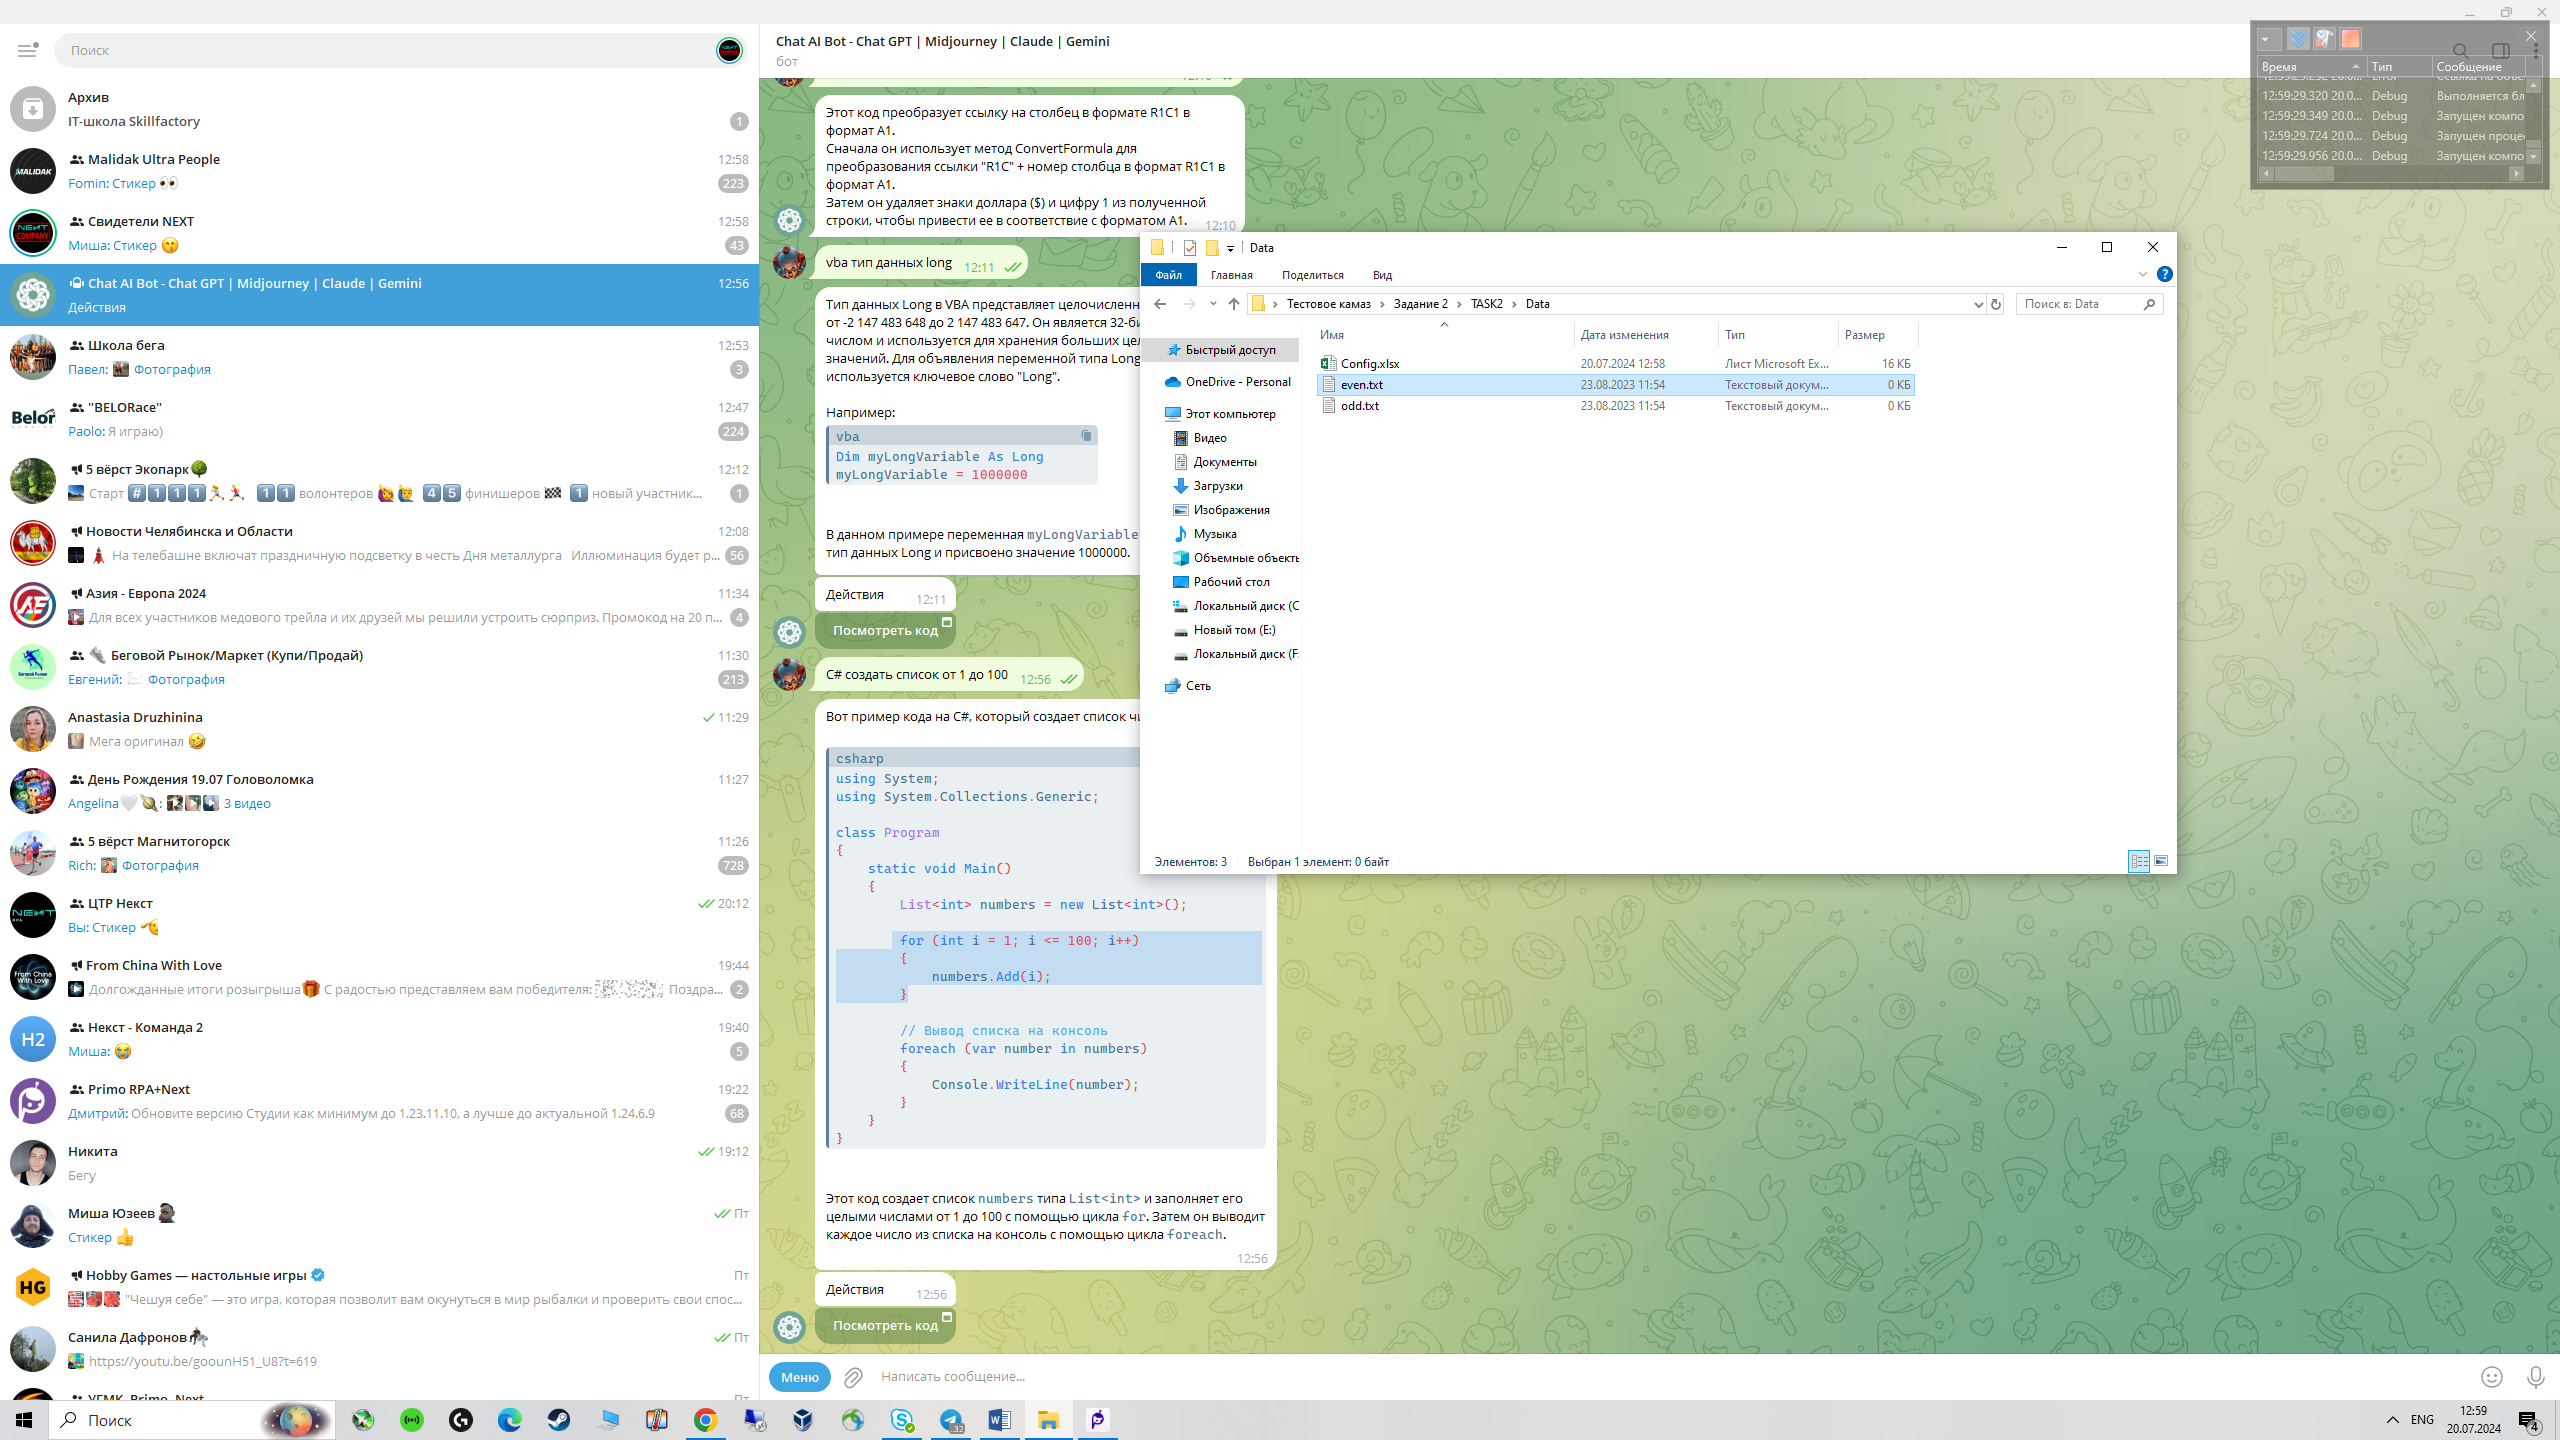 Поиск
Архив
IT-школа Skillfactory
1
Malidak Ultra People
12:58
Fomin: Стикер 👀
223
Свидетели NEXT
12:58
Миша: Стикер 😙
43
Chat AI Bot - Chat GPT | Midjourney | Claude | Gemini
12:56
Действия
Школа бега
12:53
Павел: Фотография
3
"BELORace"
12:47
Paolo: Я играю)
224
5 вёрст Экопарк🌳
12:12
Старт #️⃣1️⃣1️⃣1️⃣🏃🏃‍♀️ 1️⃣1️⃣ волонтеров 🙋‍♀️🙋‍♂️ 4️⃣5️⃣ финишеров 🏁 1️⃣ новый участник...
1
Новости Челябинска и Области
12:08
На телебашне включат праздничную подсветку в честь Дня металлурга Иллюминация будет р...
56
Азия - Европа 2024
11:34
Для всех участников медового трейла и их друзей мы решили устроить сюрприз. Промокод на 20 п...
4
Беговой Рынок/Маркет (Купи/Продай)
11:30
Евгений: Фотография
213
Anastasia Druzhinina
11:29
Мега оригинал 🤣
День Рождения 19.07 Головоломка
11:27
Angelina🤍🪐: 3 видео
5 вёрст Магнитогорск
11:26
Rich: Фотография
728
ЦТР Некст
20:12
Вы: Стикер
From China With Love
19:44
Долгожданные итоги розыгрыша🎁 С радостью представляем вам победителя: Поздра...
2
Некст - Команда 2
19:40
Миша: 😭
5
Primo RPA+Next
19:22
Дмитрий: Обновите версию Студии как минимум до 1.23.11.10, а лучше до актуальной 1.24.6.9
68
Никита
19:12
Бегу
Миша Юзеев 🗿
Пт
Стикер 👍
Hobby Games — настольные игры
Пт
"Чешуя себе" — это игра, которая позволит вам окунуться в мир рыбалки и проверить свои спос...
Санила Дафронов
Пт
https://youtu.be/goounH51_U8?t=619
MALIDAK
NEXT COMPANY
Belor
NEXT
From China With Love
H2
HG
Chat AI Bot - Chat GPT | Midjourney | Claude | Gemini
бот
Этот код преобразует ссылку на столбец в формате R1C1 в
формат A1.
Сначала он использует метод ConvertFormula для
преобразования ссылки "R1C" + номер столбца в формат R1C1 в
формат A1.
Затем он удаляет знаки доллара ($) и цифру 1 из полученной
строки, чтобы привести ее в соответствие с форматом A1.
12:10
vba тип данных long 12:11
Тип данных Long в VBA представляет целочисленн
от -2 147 483 648 до 2 147 483 647. Он является 32-би
числом и используется для хранения больших цел
значений. Для объявления переменной типа Long
используется ключевое слово "Long".
Например:
vba
Dim myLongVariable As Long
myLongVariable = 1000000
В данном примере переменная myLongVariable
тип данных Long и присвоено значение 1000000.
Действия 12:11
Посмотреть код
C# создать список от 1 до 100 12:56
Вот пример кода на C#, который создает список чи
csharp
using System;
using System.Collections.Generic;
class Program
{
static void Main()
{
List<int> numbers = new List<int>();
for (int i = 1; i <= 100; i++)
{
numbers.Add(i);
}
// Вывод списка на консоль
foreach (var number in numbers)
{
Console.WriteLine(number);
}
}
}
Этот код создает список numbers типа List<int> и заполняет его
целыми числами от 1 до 100 с помощью цикла for. Затем он выводит
каждое число из списка на консоль с помощью цикла foreach.
12:56
Действия 12:56
Посмотреть код
Меню
Написать сообщение...
Время Тип Сообщение
12:59:29.320 20.0... Debug Выполняется бл
12:59:29.349 20.0... Debug Запущен компо
12:59:29.724 20.0... Debug Запущен проце
12:59:29.956 20.0... Debug Запущен компо
Data
Файл Главная Поделиться Вид
Тестовое камаз > Задание 2 > TASK2 > Data
Поиск в: Data
Имя Дата изменения Тип Размер
Config.xlsx 20.07.2024 12:58 Лист Microsoft Ex... 16 КБ
even.txt 23.08.2023 11:54 Текстовый докум... 0 КБ
odd.txt 23.08.2023 11:54 Текстовый докум... 0 КБ
Быстрый доступ
OneDrive - Personal
Этот компьютер
Видео
Документы
Загрузки
Изображения
Музыка
Объемные объекть
Рабочий стол
Локальный диск (C
Новый том (E:)
Локальный диск (F:
Сеть
Элементов: 3 Выбран 1 элемент: 0 байт
Поиск
32
ENG
12:59
20.07.2024
4